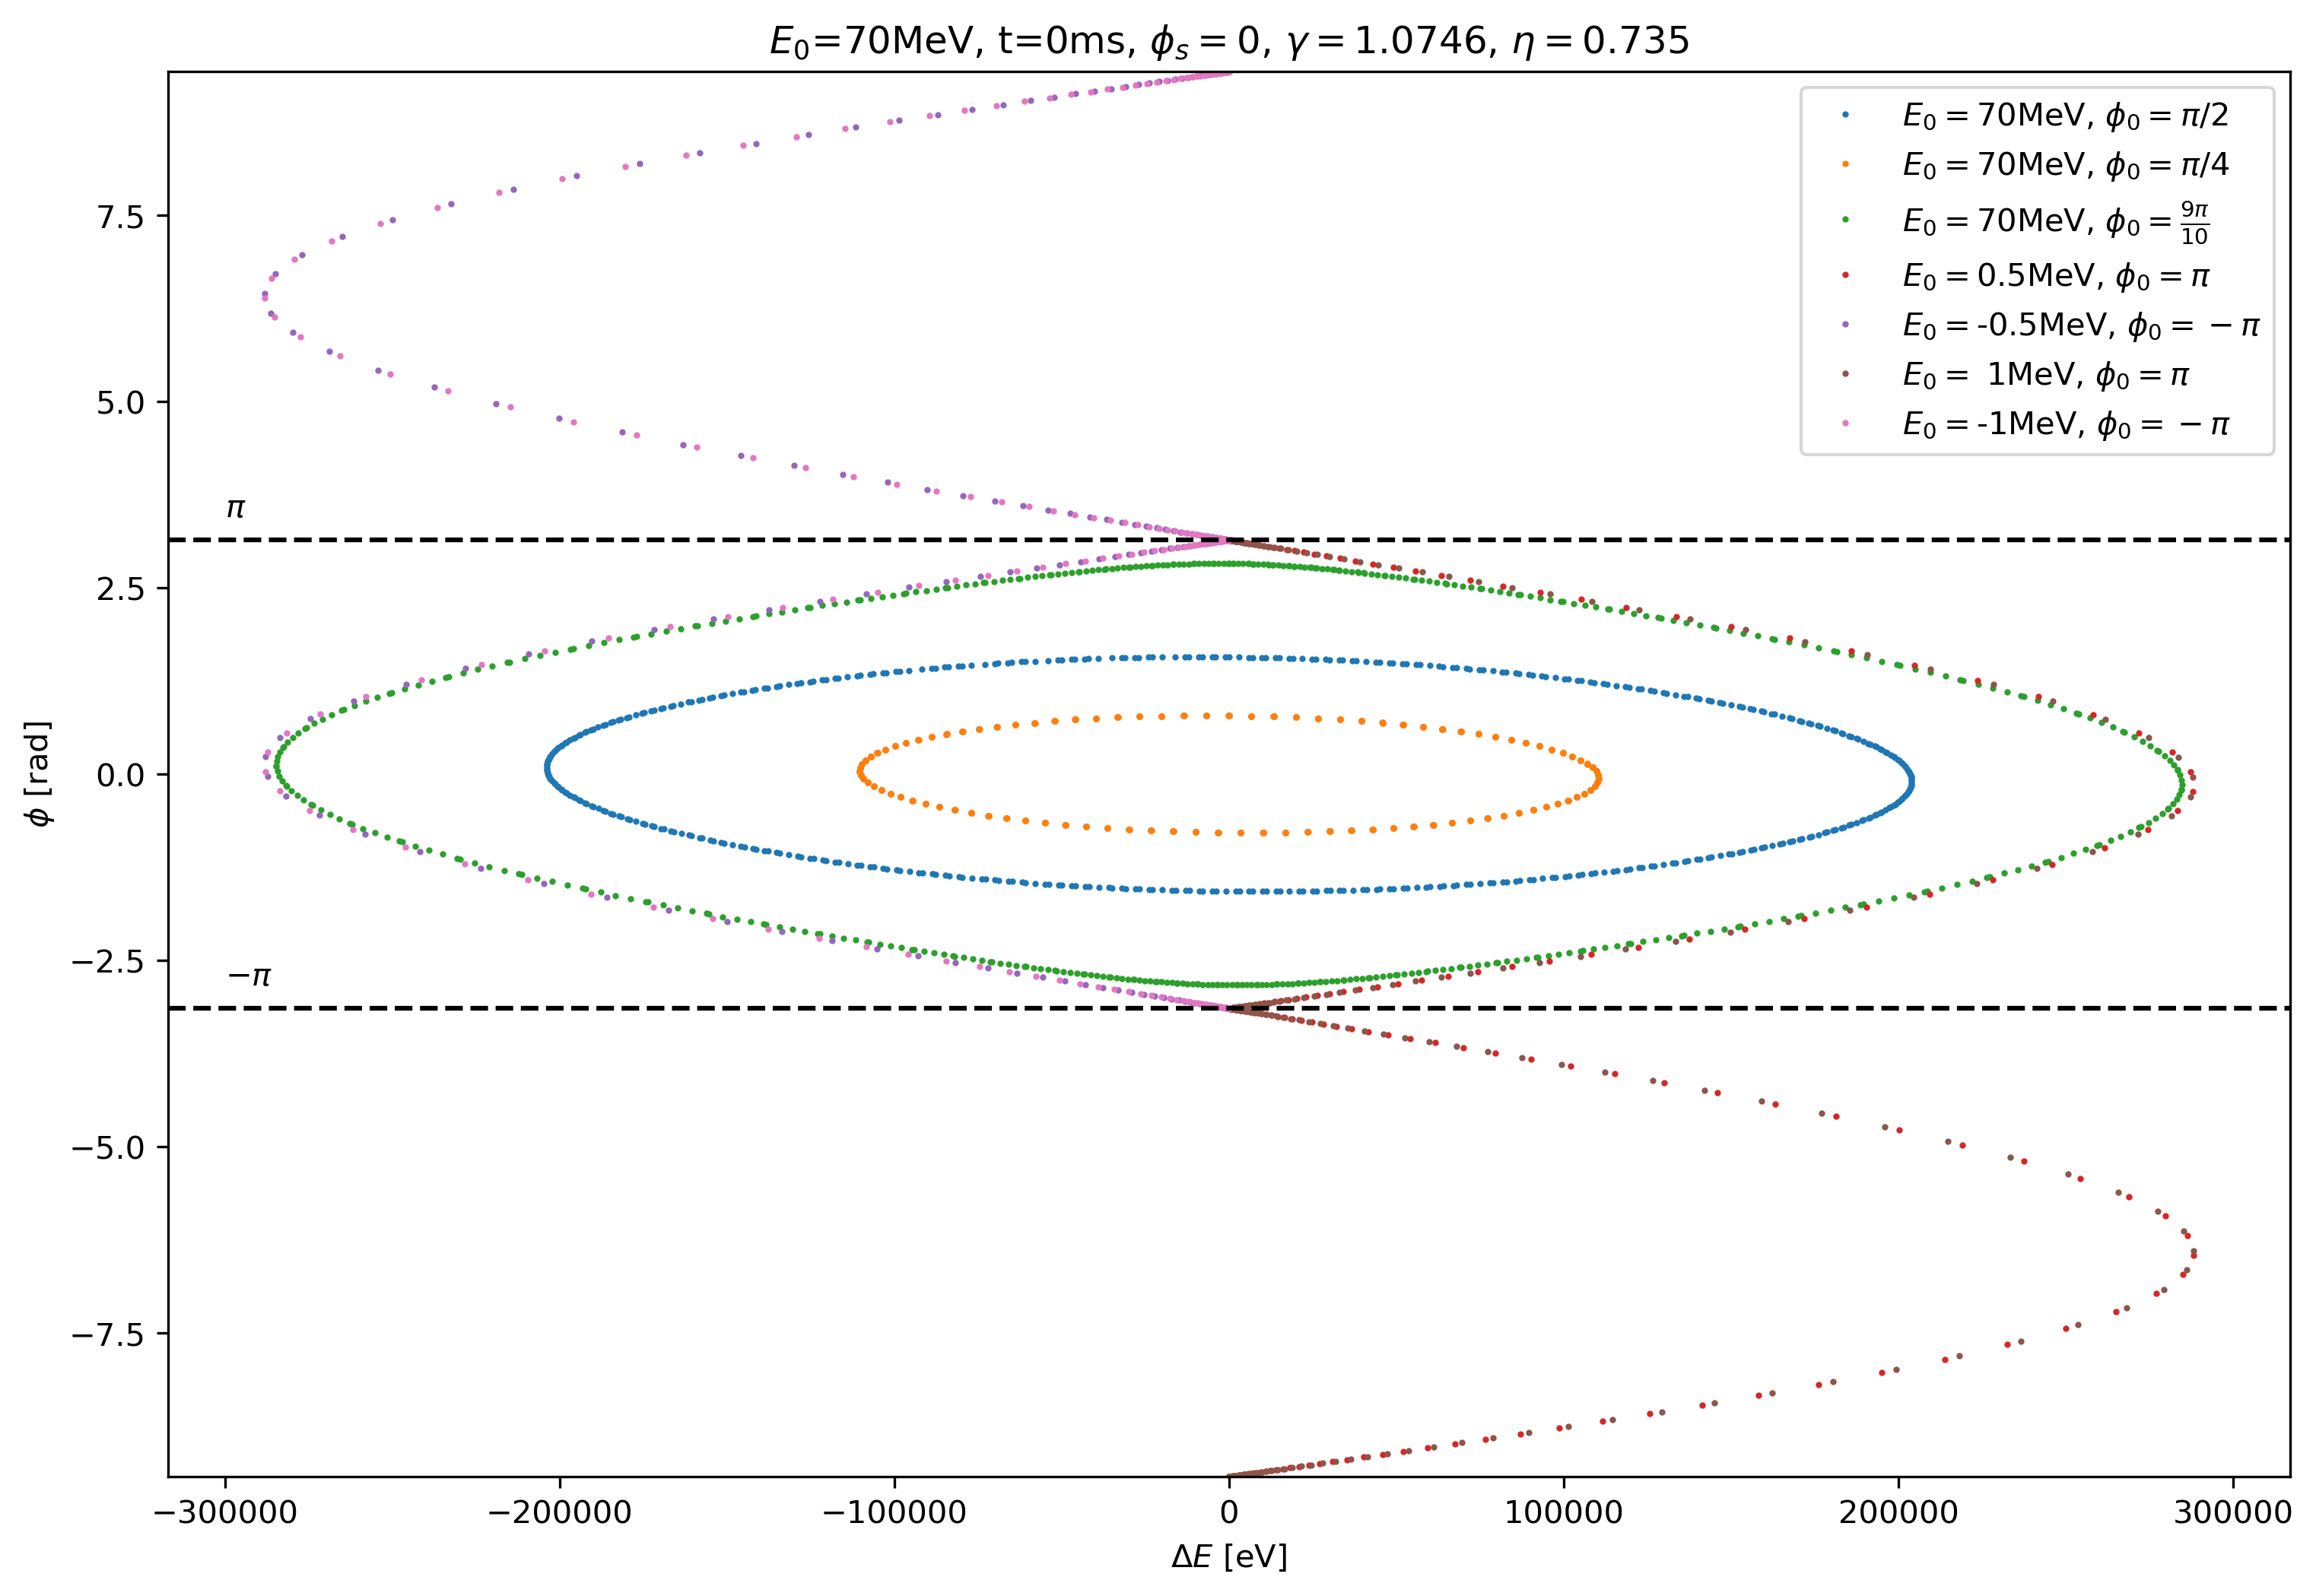 E₀=70MeV, t=0ms, ϕₛ = 0, γ = 1.0746, η = 0.735
E₀ = 70MeV, ϕ₀ = π/2
E₀ = 70MeV, ϕ₀ = π/4
E₀ = 70MeV, ϕ₀ = 9π/10
E₀ = 0.5MeV, ϕ₀ = π
E₀ = -0.5MeV, ϕ₀ = −π
E₀ = 1MeV, ϕ₀ = π
E₀ = -1MeV, ϕ₀ = −π
7.5
5.0
π
2.5
0.0
−2.5
−π
−5.0
−7.5
ϕ [rad]
−300000 −200000 −100000 0 100000 200000 300000
ΔE [eV]